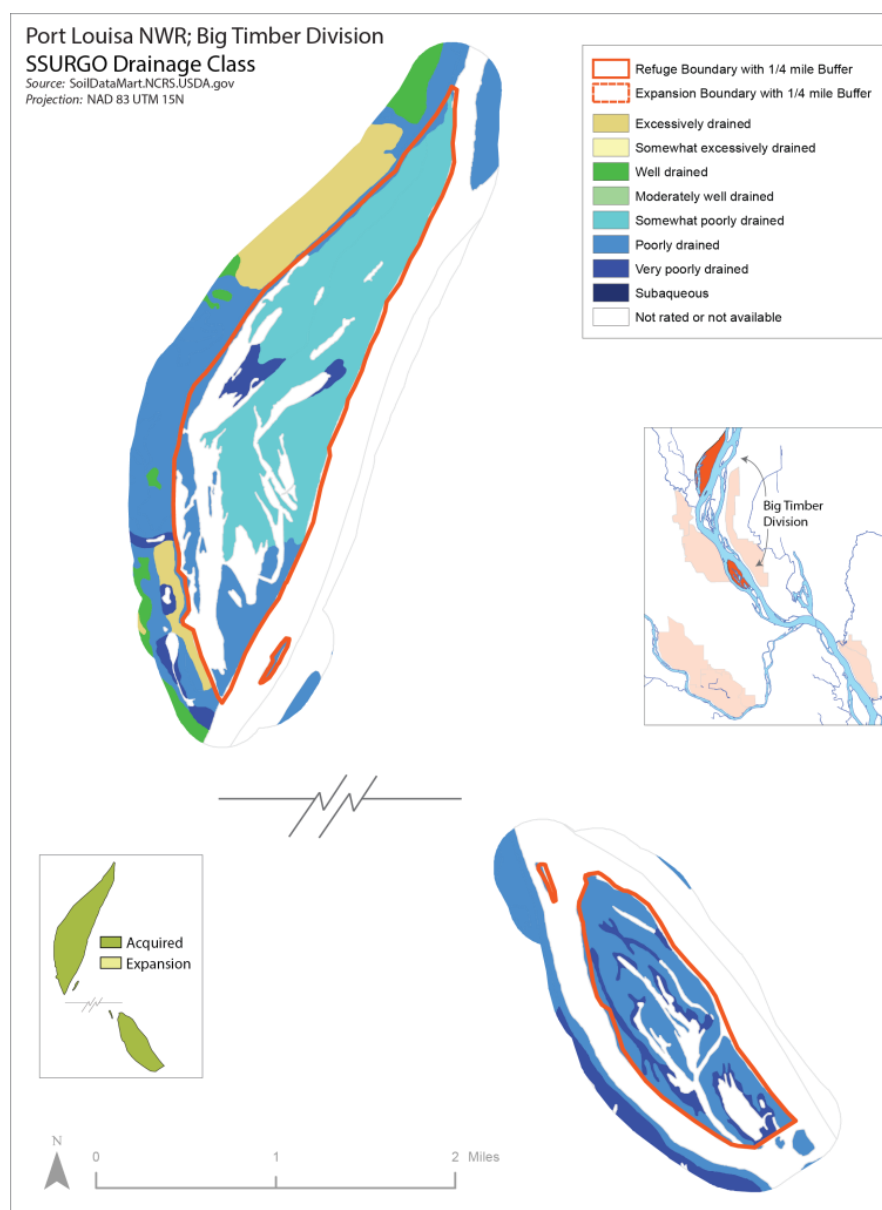 Port Louisa NWR; Big Timber Division
SSURGO Drainage Class
Source: SoilDataMart.NCRS.USDA.gov
Projection: NAD 83 UTM 15N
Refuge Boundary with 1/4 mile Buffer
Expansion Boundary with 1/4 mile Buffer
Excessively drained
Somewhat excessively drained
Well drained
Moderately well drained
Somewhat poorly drained
Poorly drained
Very poorly drained
Subaqueous
Not rated or not available
Big Timber
Division
Acquired
Expansion
N
0 1 2 Miles